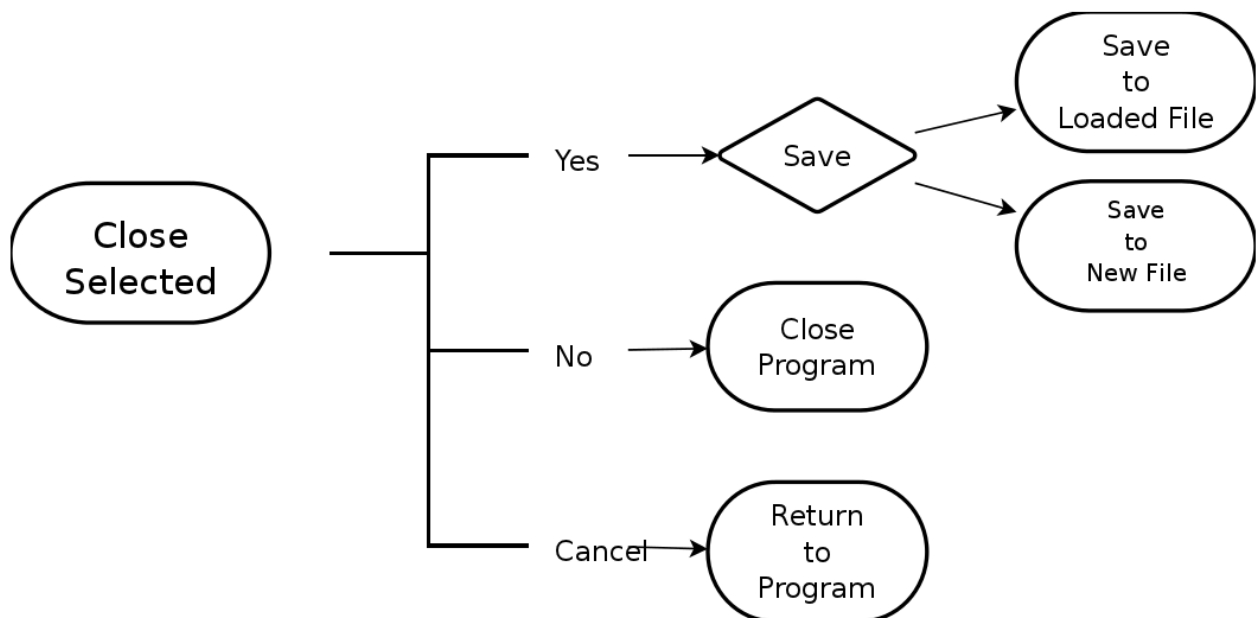 Close
Selected
Yes
Save
Save
to
Loaded File
Save
to
New File
No
Close
Program
Cancel
Return
to
Program